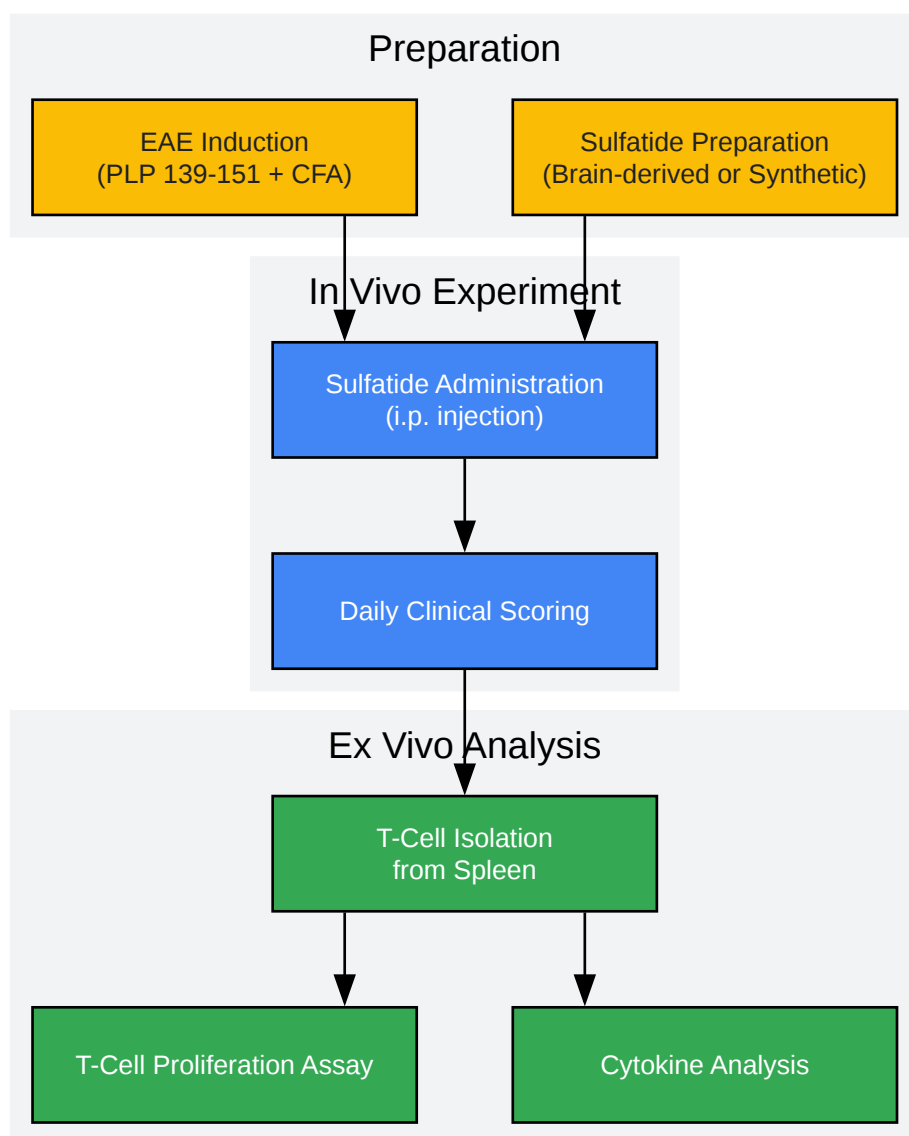 Preparation
EAE Induction
(PLP 139-151 + CFA)
Sulfatide Preparation
(Brain-derived or Synthetic)
In Vivo Experiment
Sulfatide Administration
(i.p. injection)
Daily Clinical Scoring
Ex Vivo Analysis
T-Cell Isolation
from Spleen
T-Cell Proliferation Assay
Cytokine Analysis